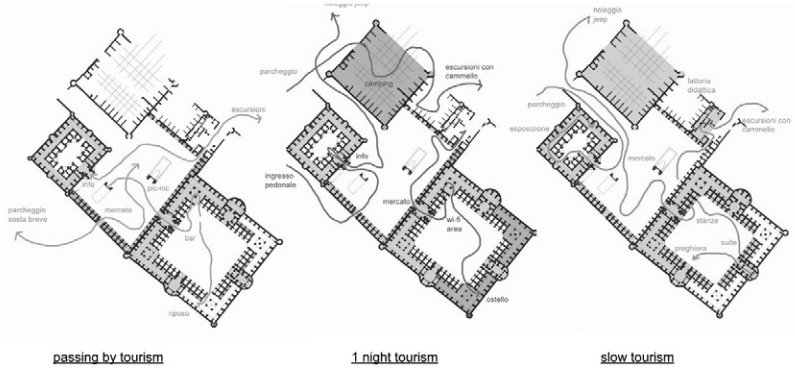 escursioni
info
pic-nic
mercato
parcheggio
sosta breve
bar
riposo
passing by tourism
noleggio jeep
parcheggio
camping
escursioni con
cammello
info
ingresso
pedonale
mercato
wi-fi
area
ostello
1 night tourism
noleggio
jeep
parcheggio
fattoria
didattica
esposizione
escursioni con
cammello
mercato
stanze
preghiera
suite
slow tourism